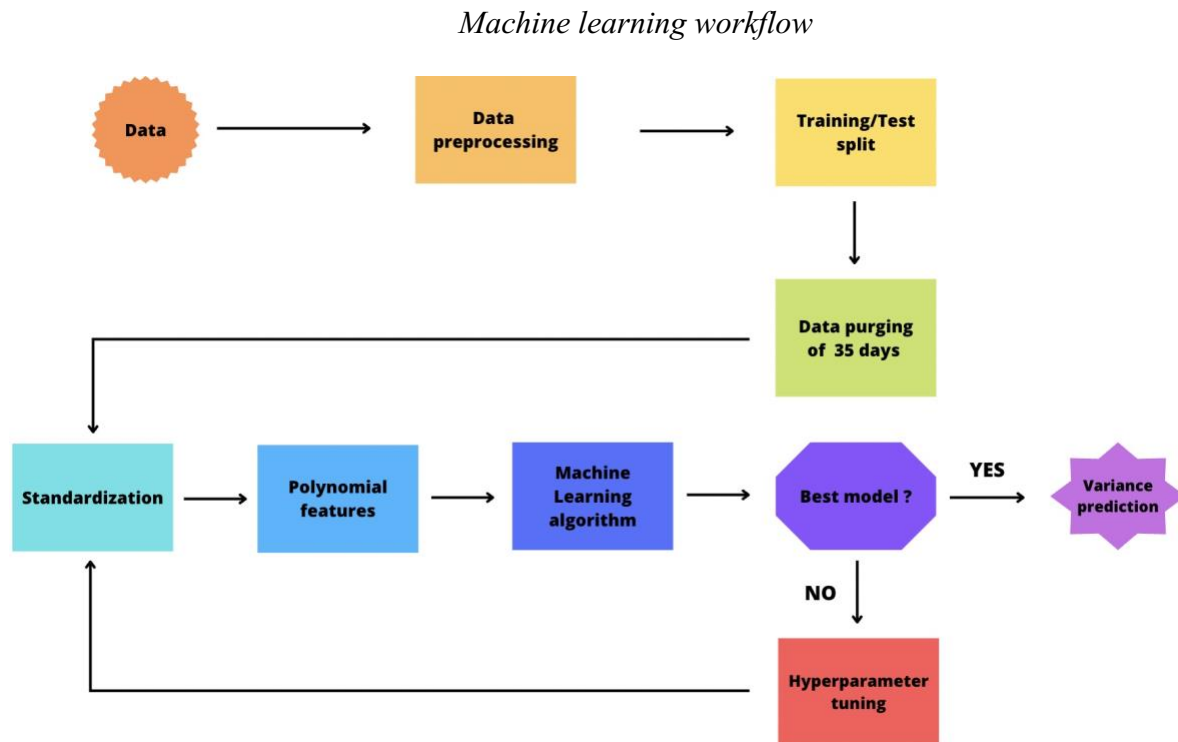 Machine learning workflow
Data
Data
preprocessing
Training/Test
split
Data purging
of 35 days
Standardization
Polynomial
features
Machine
Learning
algorithm
Best model ?
YES
Variance
prediction
NO
Hyperparameter
tuning